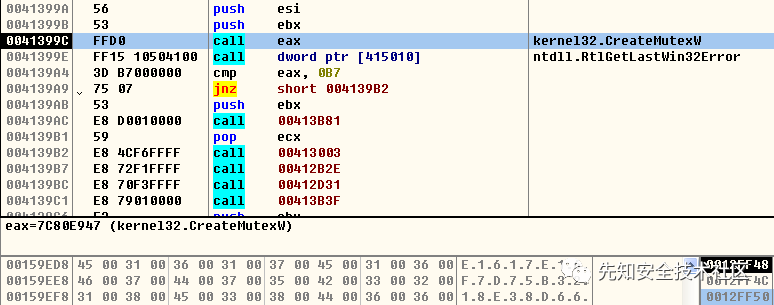 0041399A 56 push esi
0041399B 53 push ebx
0041399C FFD0 call eax kernel32.CreateMutexW
0041399E FF15 10504100 call dword ptr [415010] ntdll.RtlGetLastWin32Error
004139A4 3D B7000000 cmp eax, 0B7
004139A9 75 07 jnz short 004139B2
004139AB 53 push ebx
004139AC E8 D0010000 call 00413B81
004139B1 59 pop ecx
004139B2 E8 4CF6FFFF call 00413003
004139B7 E8 72F1FFFF call 00412B2E
004139BC E8 70F3FFFF call 00412D31
004139C1 E8 79010000 call 00413B3F
eax=7C80E947 (kernel32.CreateMutexW)
00159ED8 45 00 31 00 36 00 31 00 37 00 45 00 31 00 36 00 E.1.6.1.7.E.1
00159EE8 46 00 37 00 44 00 37 00 35 00 42 00 33 00 32 00 F.7.D.7.5.B.3.2
00159EF8 31 00 38 00 45 00 33 00 38 00 44 00 36 00 36 00 1.8.E.3.8.D.6.6.
0012FF48
0012FF4C
0012FF50
先知安全技术社区